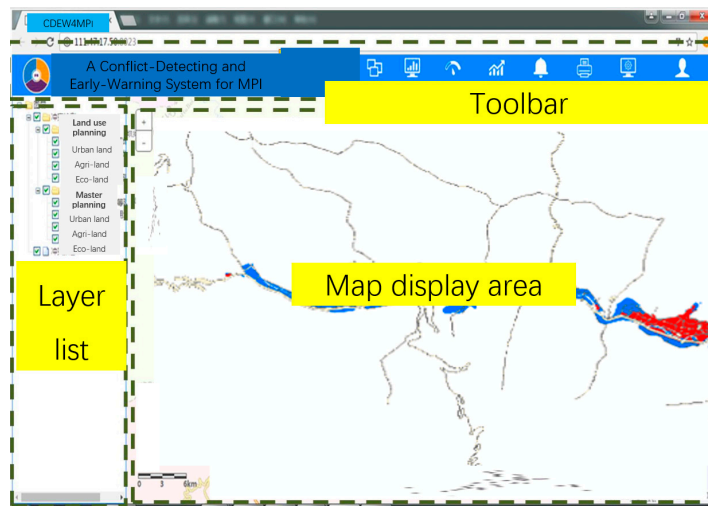 CDEW4MPi
A Conflict-Detecting and
Early-Warning System for MPI
Toolbar
Land use
planning
Urban land
Agri-land
Eco-land
Master
planning
Urban land
Agri-land
Eco-land
Layer
list
Map display area
+
-
0 3 6km